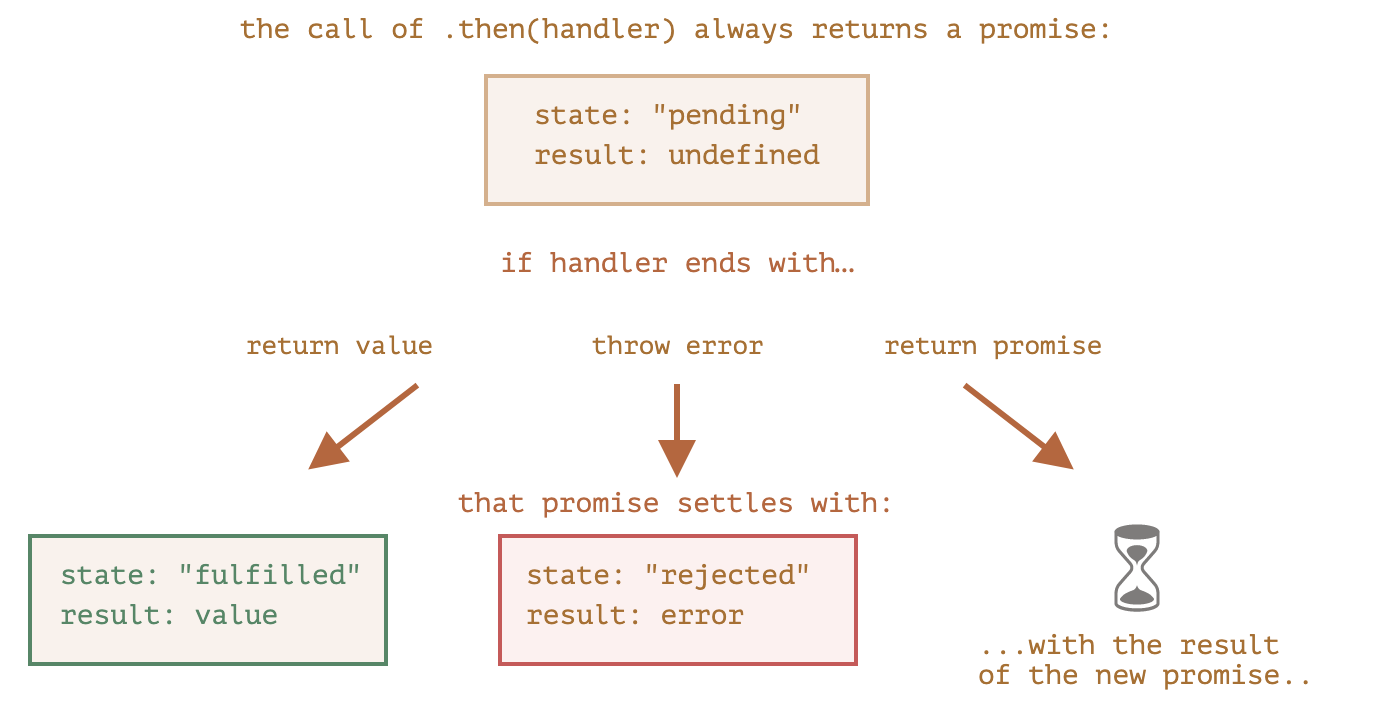 the call of .then(handler) always returns a promise:
state: "pending"
result: undefined
if handler ends with…
return value
throw error
return promise
that promise settles with:
state: "fulfilled"
result: value
state: "rejected"
result: error
...with the result
of the new promise..